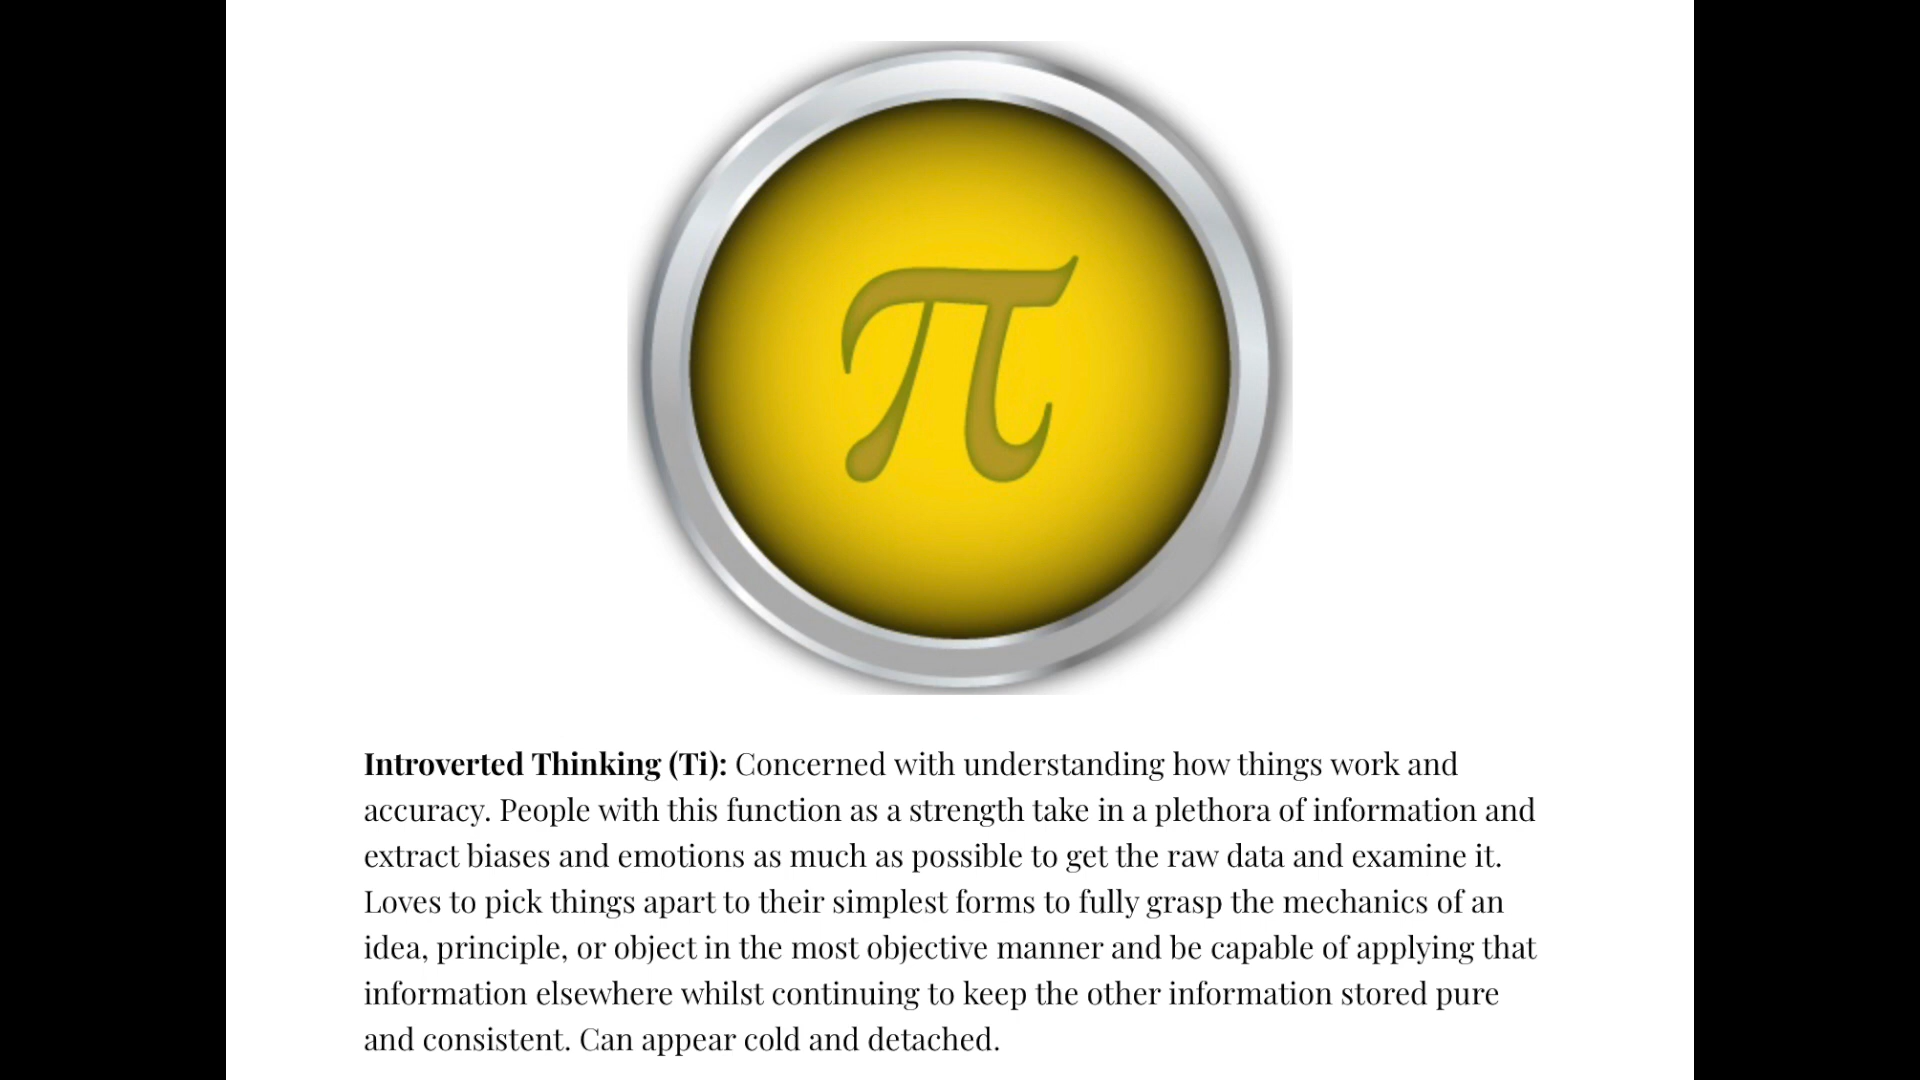 π
Introverted Thinking (Ti): Concerned with understanding how things work and
accuracy. People with this function as a strength take in a plethora of information and
extract biases and emotions as much as possible to get the raw data and examine it.
Loves to pick things apart to their simplest forms to fully grasp the mechanics of an
idea, principle, or object in the most objective manner and be capable of applying that
information elsewhere whilst continuing to keep the other information stored pure
and consistent. Can appear cold and detached.